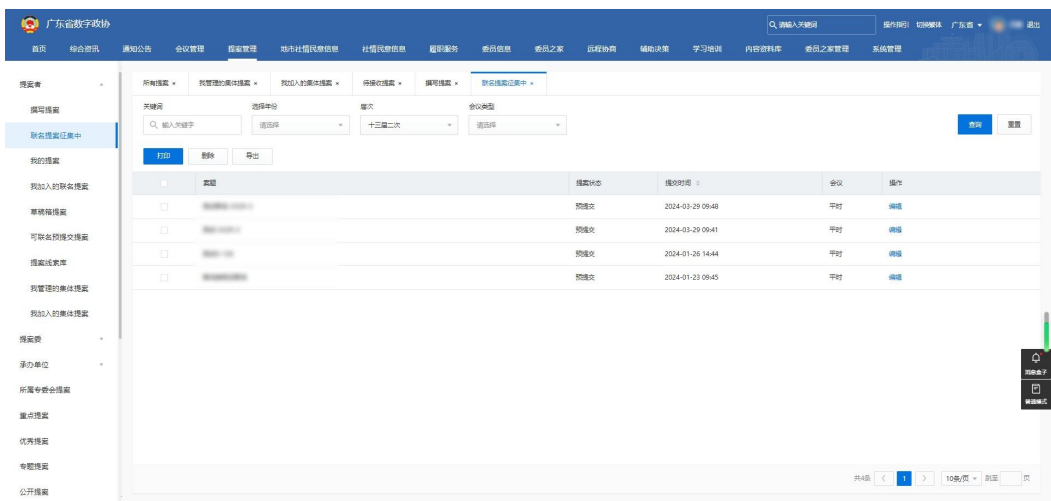 广东省数字政协
请输入关键词
操作指引 切换繁体 广东省 退出
首页 综合资讯 通知公告 会议管理 提案管理 地市社情民意信息 社情民意信息 履职服务 委员信息 委员之家 远程协商 辅助决策 学习培训 内容资料库 委员之家管理 系统管理
提案者
撰写提案
联名提案征集中
我的提案
我加入的联名提案
草稿箱提案
可联名预提交提案
提案线索库
我管理的集体提案
我加入的集体提案
提案委
承办单位
所属专委会提案
重点提案
优秀提案
专题提案
公开提案
所有提案 × 我管理的集体提案 × 我加入的集体提案 × 待接收提案 × 撰写提案 × 联名提案征集中 ×
关键词 选择年份 届次 会议类型
输入关键字 请选择 十三届二次 请选择 查询 重置
打印 删除 导出
案题 提案状态 提交时间 会议 操作
预提交 2024-03-29 09:48 平时 编辑
预提交 2024-03-29 09:41 平时 编辑
预提交 2024-01-26 14:44 平时 编辑
预提交 2024-01-23 09:45 平时 编辑
消息盒子
普通模式
共4条 1 10条/页 跳至 页